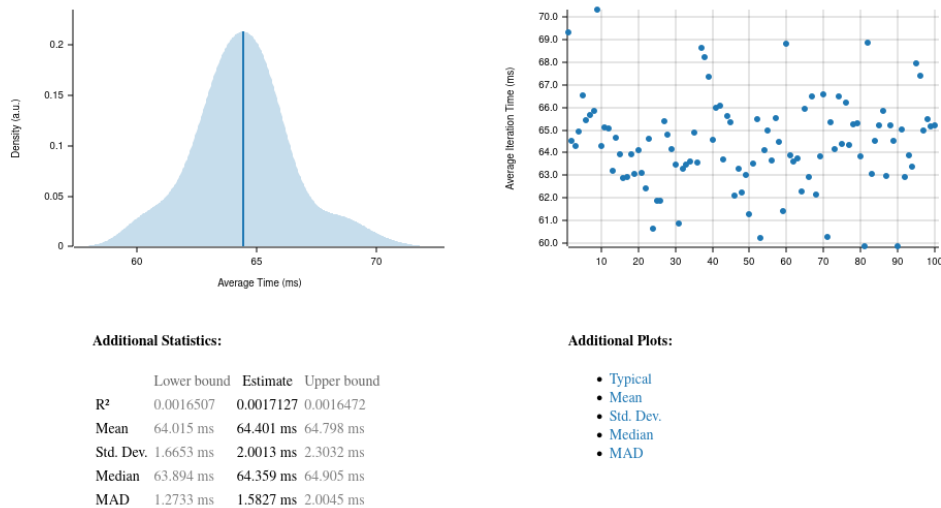 0.2
0.15
0.1
0.05
0
Density (a.u.)
60 65 70
Average Time (ms)
70.0
69.0
68.0
67.0
66.0
65.0
64.0
63.0
62.0
61.0
60.0
Average Iteration Time (ms)
10 20 30 40 50 60 70 80 90 100
Additional Statistics:
Lower bound Estimate Upper bound
R² 0.0016507 0.0017127 0.0016472
Mean 64.015 ms 64.401 ms 64.798 ms
Std. Dev. 1.6653 ms 2.0013 ms 2.3032 ms
Median 63.894 ms 64.359 ms 64.905 ms
MAD 1.2733 ms 1.5827 ms 2.0045 ms
Additional Plots:
Typical
Mean
Std. Dev.
Median
MAD